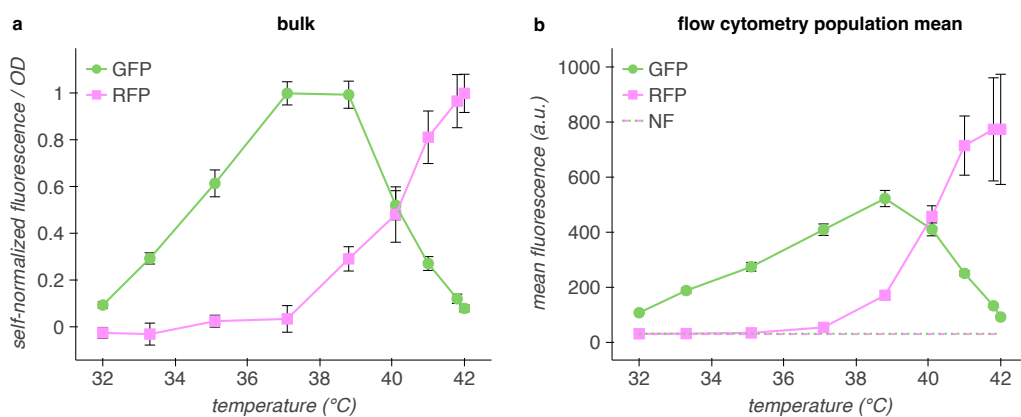 a
bulk
self-normalized fluorescence / OD
GFP
RFP
1
0.8
0.6
0.4
0.2
0
32 34 36 38 40 42
temperature (°C)
b
flow cytometry population mean
mean fluorescence (a.u.)
GFP
RFP
NF
1000
800
600
400
200
0
32 34 36 38 40 42
temperature (°C)